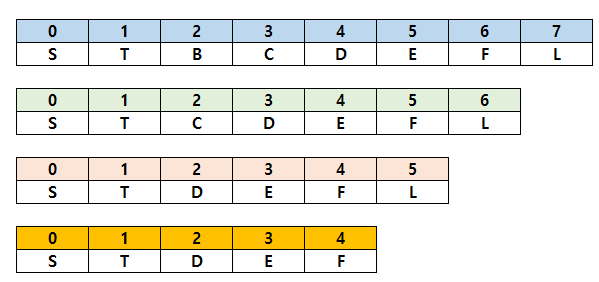 0 1 2 3 4 5 6 7
S T B C D E F L
0 1 2 3 4 5 6
S T C D E F L
0 1 2 3 4 5
S T D E F L
0 1 2 3 4
S T D E F